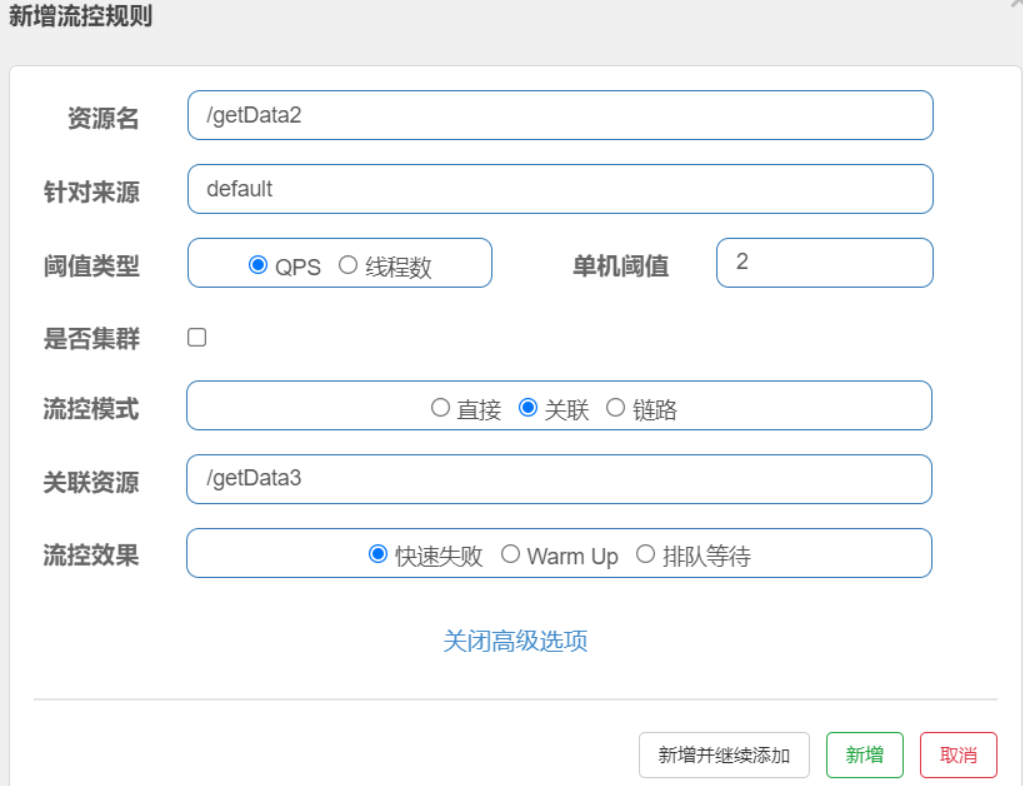 新增流控规则
资源名 /getData2
针对来源 default
阈值类型 QPS 线程数 单机阈值 2
是否集群
流控模式 直接 关联 链路
关联资源 /getData3
流控效果 快速失败 Warm Up 排队等待
关闭高级选项
新增并继续添加 新增 取消